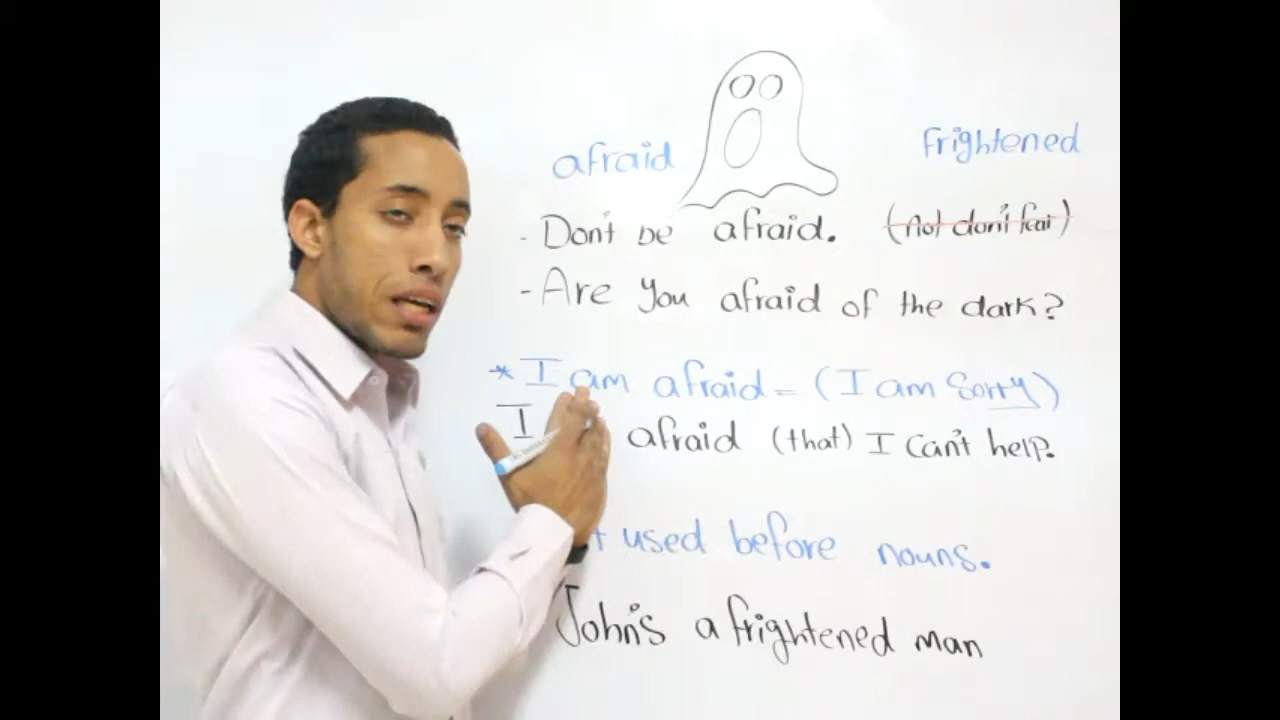 afraid
frightened
- Don't be afraid. (not don't fear)
- Are you afraid of the dark?
* I am afraid = (I am Sorry)
I afraid (that) I can't help.
used before nouns.
John's a frightened man